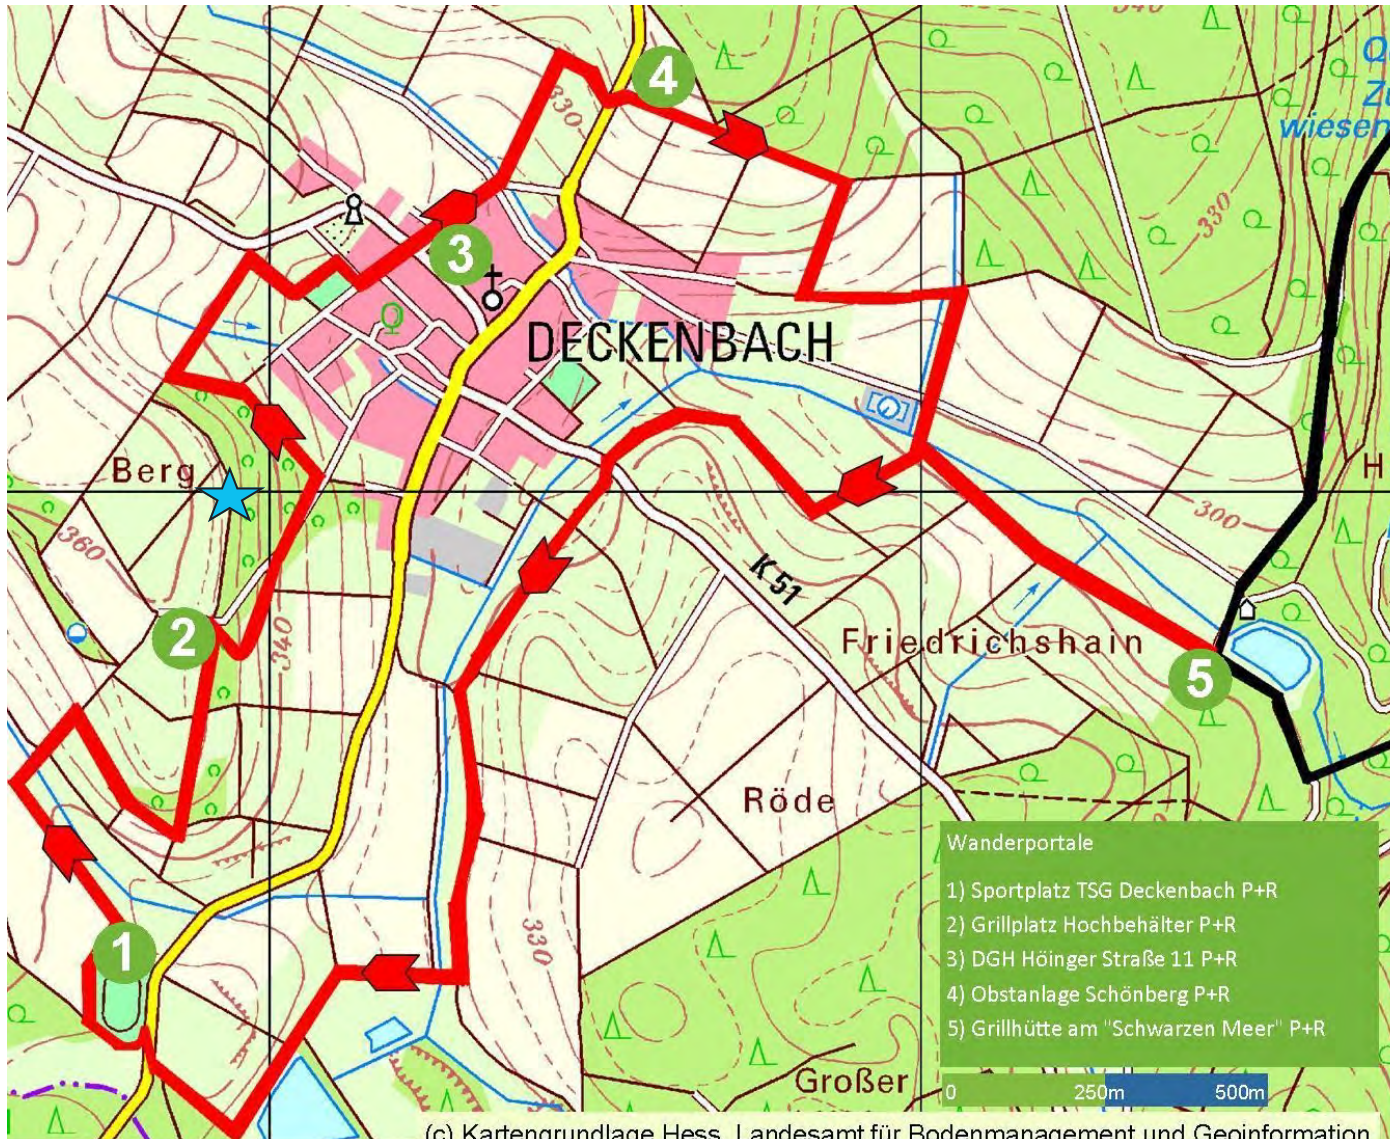 340
Q
Z
wiesen
4
330
330
3
DECKENBACH
Berg
360
H
300
K 51
2
340
Friedrichshain
5
Röde
Wanderportale
1) Sportplatz TSG Deckenbach P+R
2) Grillplatz Hochbehälter P+R
3) DGH Höinger Straße 11 P+R
4) Obstanlage Schönberg P+R
5) Grillhütte am "Schwarzen Meer" P+R
1
330
Großer
0 250m 500m
(c) Kartengrundlage Hess. Landesamt für Bodenmanagement und Geoinformation